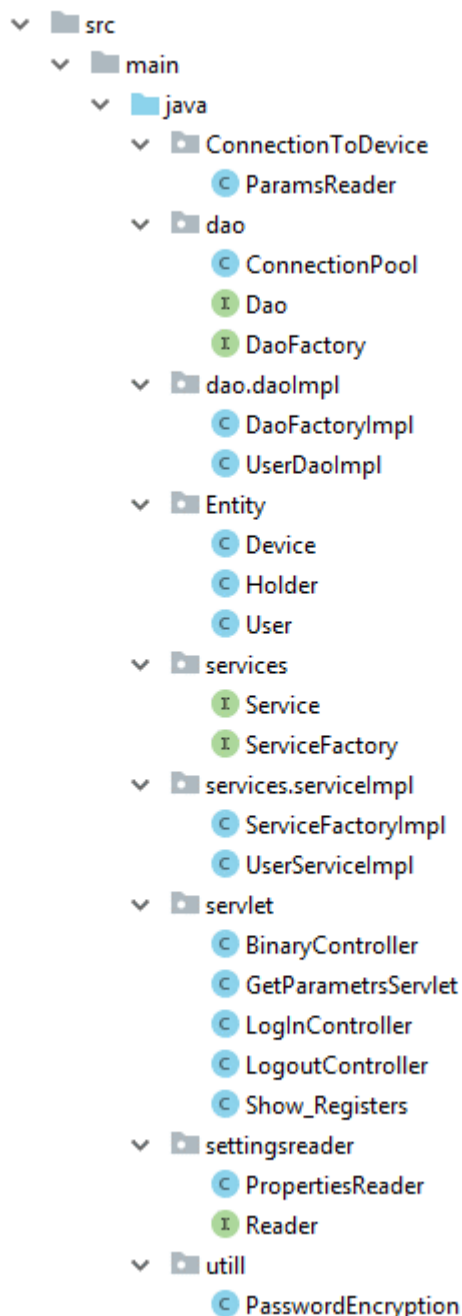 src
main
java
ConnectionToDevice
C ParamsReader
dao
C ConnectionPool
I Dao
I DaoFactory
dao.daoImpl
C DaoFactoryImpl
C UserDaoImpl
Entity
C Device
C Holder
C User
services
I Service
I ServiceFactory
services.serviceImpl
C ServiceFactoryImpl
C UserServiceImpl
servlet
C BinaryController
C GetParametrsServlet
C LogInController
C LogoutController
C Show_Registers
settingsreader
C PropertiesReader
I Reader
utill
C PasswordEncryption